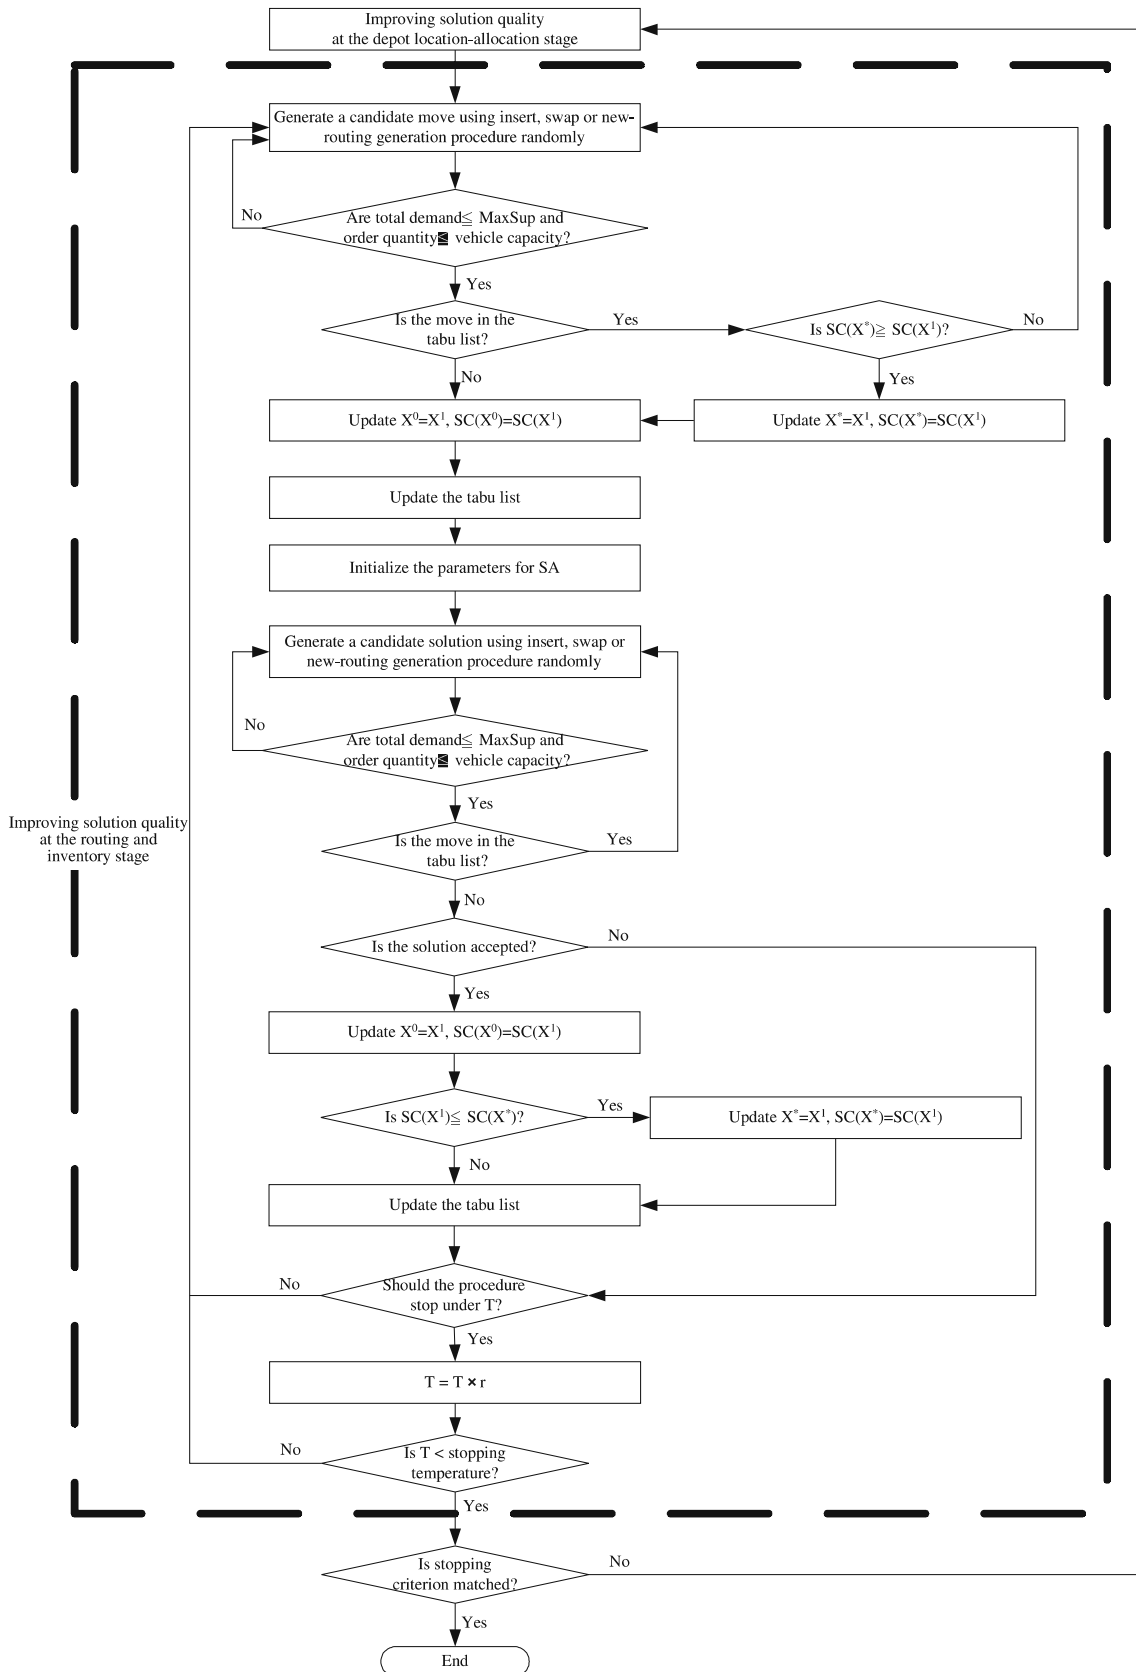 Improving solution quality
at the depot location-allocation stage
Generate a candidate move using insert, swap or new-
routing generation procedure randomly
No
Are total demand≦ MaxSup and
order quantity≦ vehicle capacity?
Yes
Is the move in the
tabu list?
Yes
Is SC(X*)≧ SC(X¹)?
No
No
Yes
Update X⁰=X¹, SC(X⁰)=SC(X¹)
Update X*=X¹, SC(X*)=SC(X¹)
Update the tabu list
Initialize the parameters for SA
Generate a candidate solution using insert, swap or
new-routing generation procedure randomly
No
Are total demand≦ MaxSup and
order quantity≦ vehicle capacity?
Yes
Improving solution quality
at the routing and
inventory stage
Is the move in the
tabu list?
Yes
No
Is the solution accepted?
No
Yes
Update X⁰=X¹, SC(X⁰)=SC(X¹)
Is SC(X¹)≦ SC(X*)?
Yes
Update X*=X¹, SC(X*)=SC(X¹)
No
Update the tabu list
No
Should the procedure
stop under T?
Yes
T = T × r
No
Is T < stopping
temperature?
Yes
Is stopping
criterion matched?
No
Yes
End